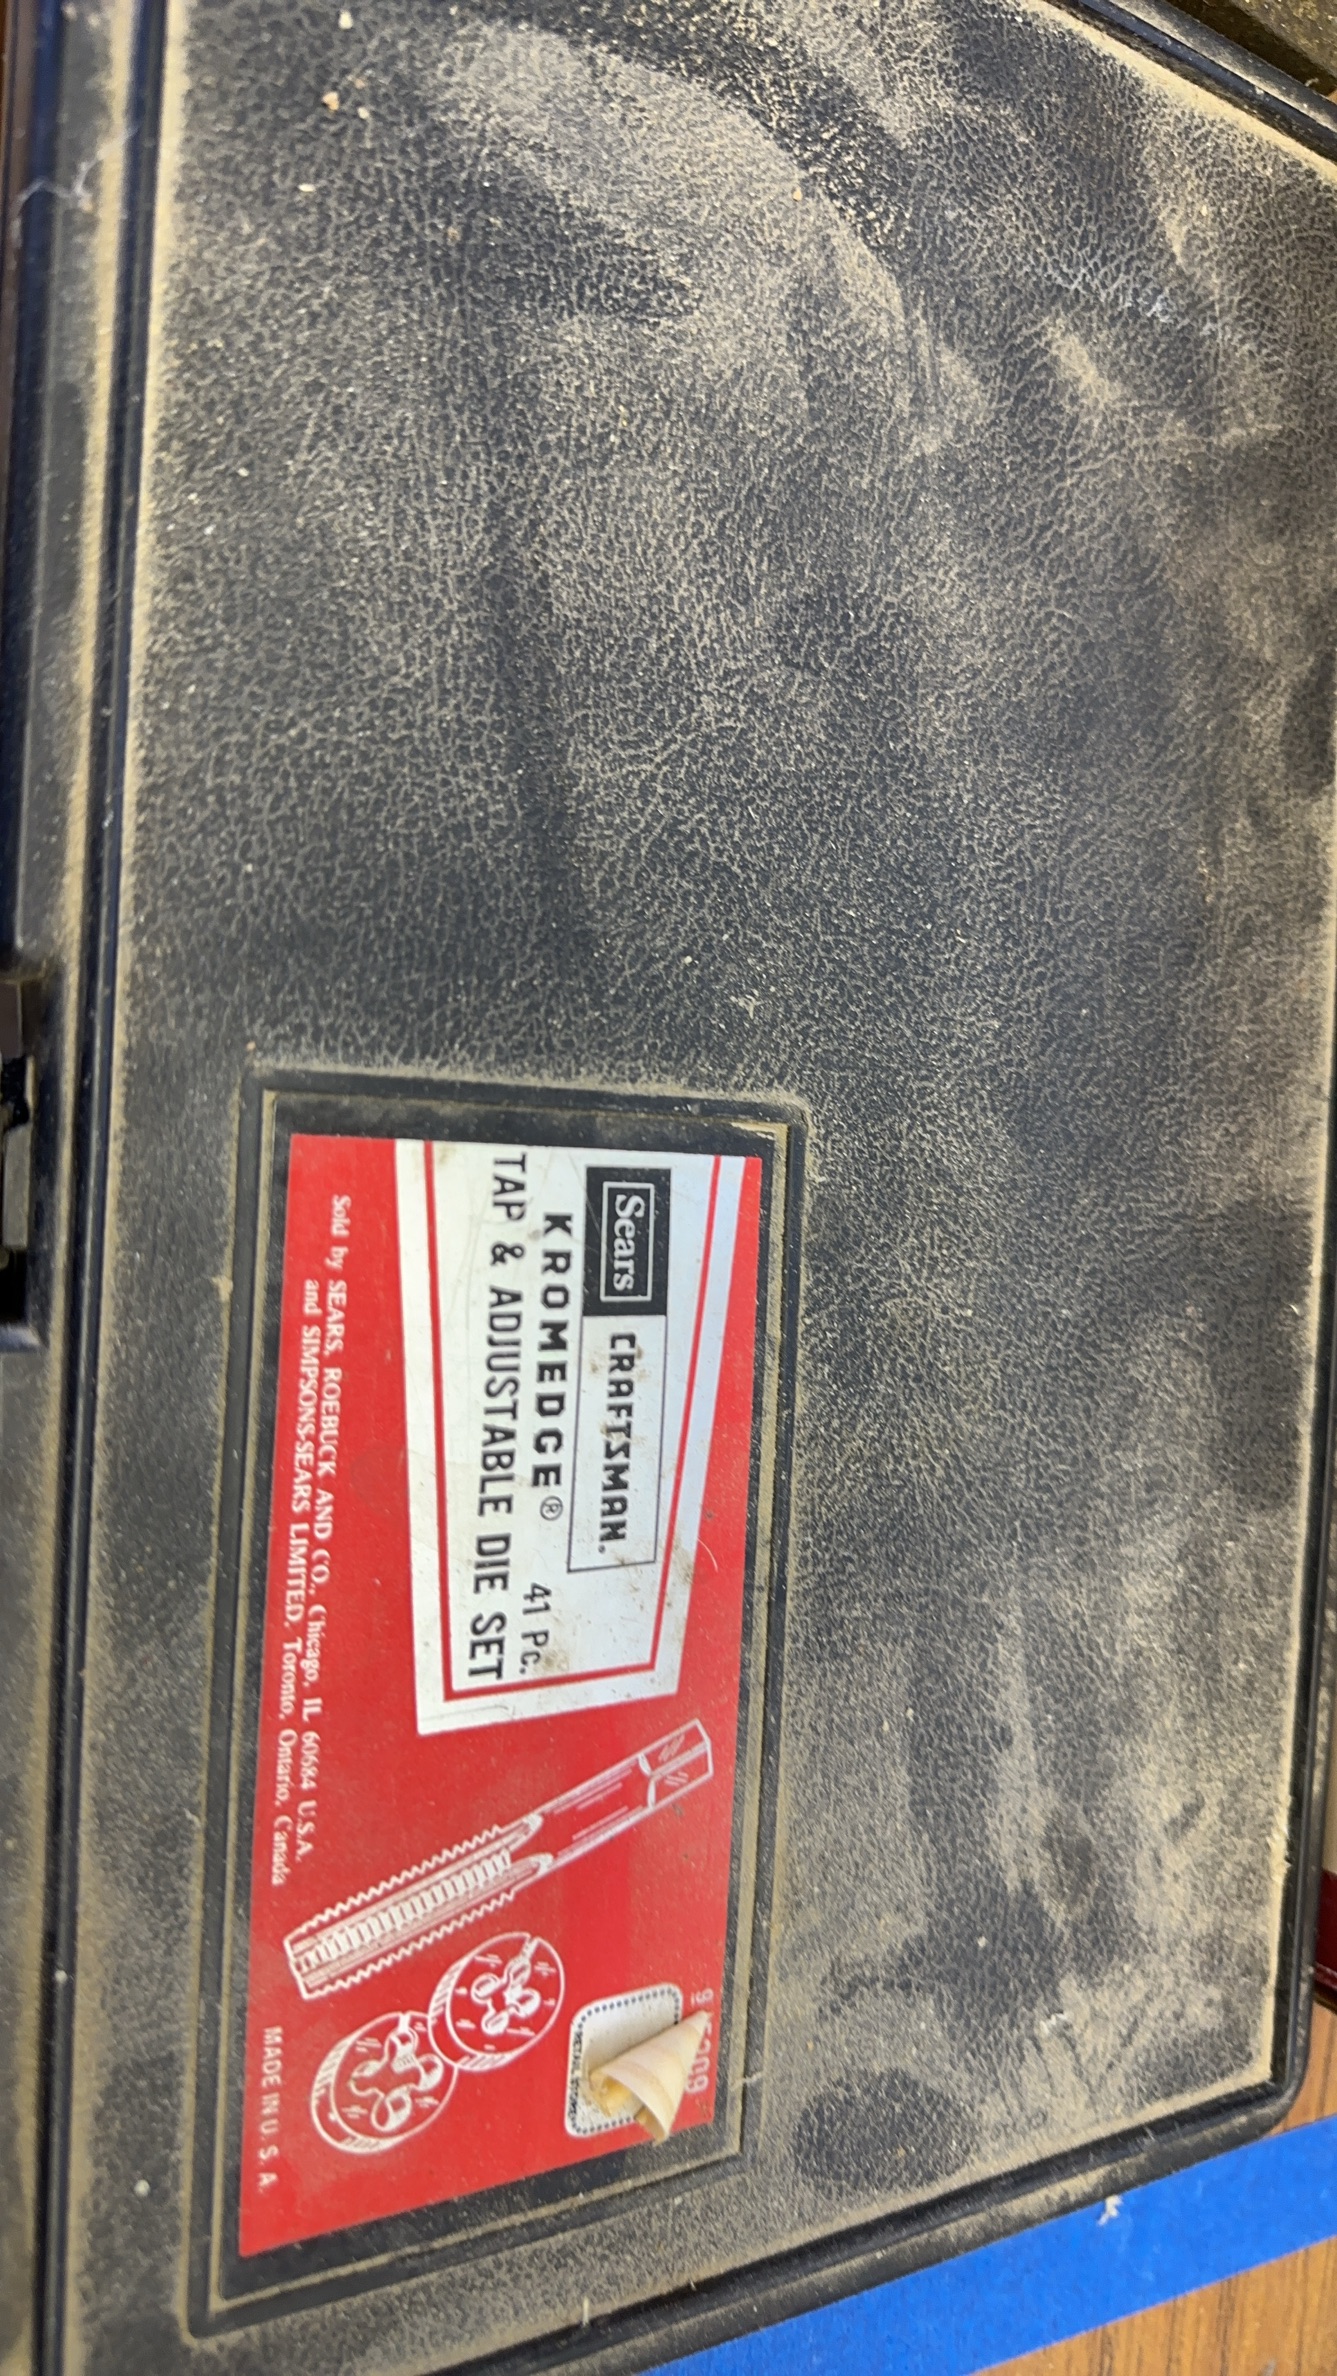 Sears CRAFTSMAN.
KROMEDGE® 41 Pc.
TAP & ADJUSTABLE DIE SET
Sold by SEARS, ROEBUCK AND CO., Chicago, IL 60684 U.S.A.
and SIMPSONS-SEARS LIMITED, Toronto, Ontario, Canada
MADE IN U. S. A.